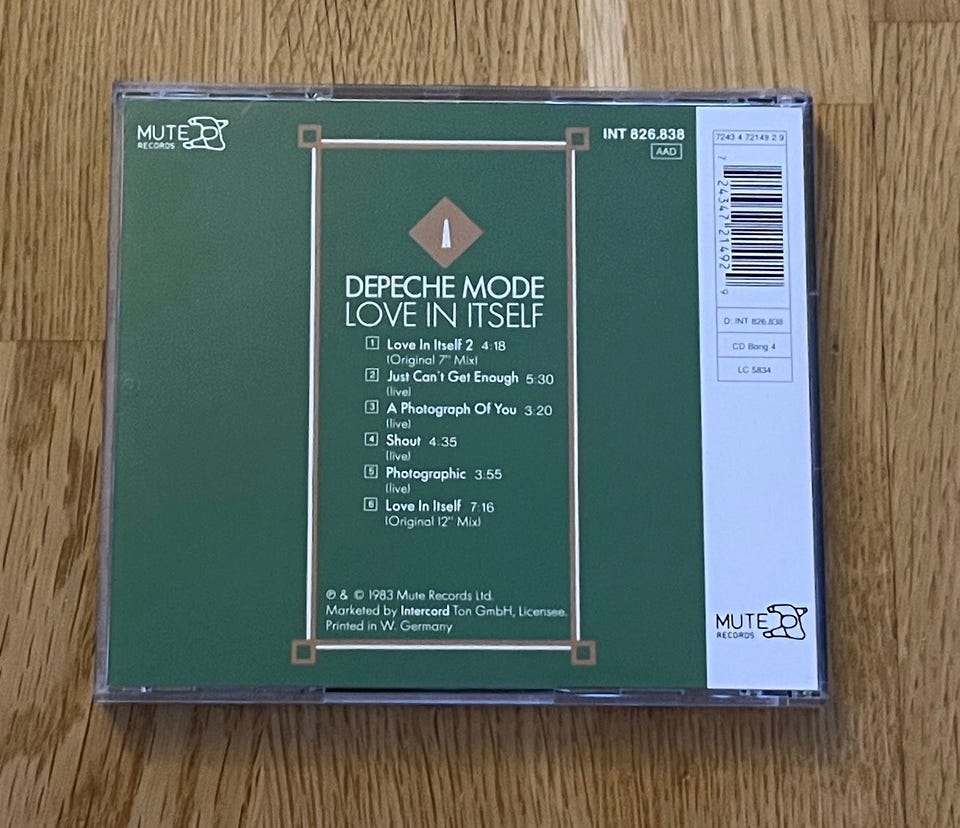 MUTE
RECORDS
INT 826.838
AAD
DEPECHE MODE
LOVE IN ITSELF
1 Love In Itself 2 4:18
(Original 7" Mix)
2 Just Can't Get Enough 5:30
(live)
3 A Photograph Of You 3:20
(live)
4 Shout 4:35
(live)
5 Photographic 3:55
(live)
6 Love In Itself 7:16
(Original 12" Mix)
℗ & © 1983 Mute Records Ltd.
Marketed by Intercord Ton GmbH, Licensee.
Printed in W. Germany
7243 4 72149 2 9
7 24347 21492 9
D: INT 826.838
CD Bong 4
LC 5834
MUTE
RECORDS